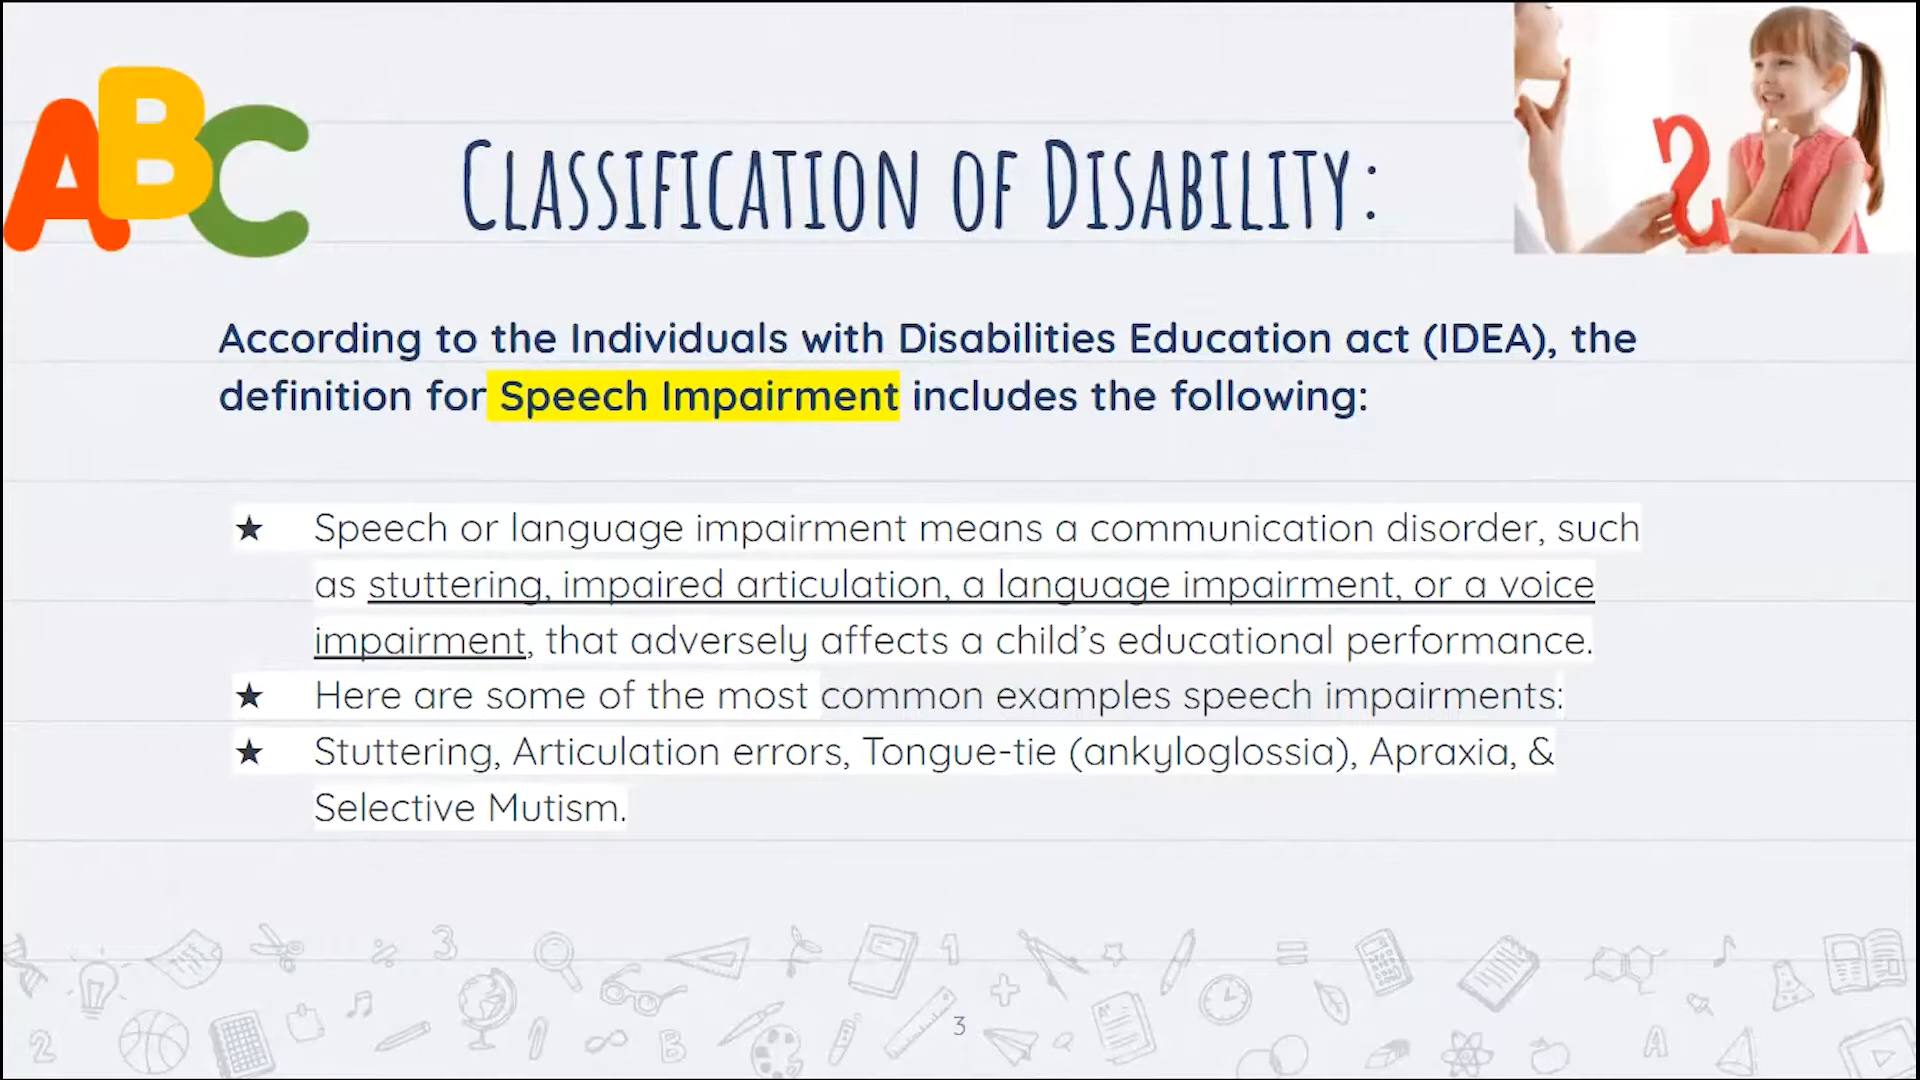 ABC
CLASSIFICATION OF DISABILITY:
According to the Individuals with Disabilities Education act (IDEA), the
definition for Speech Impairment includes the following:
★ Speech or language impairment means a communication disorder, such
as stuttering, impaired articulation, a language impairment, or a voice
impairment, that adversely affects a child’s educational performance.
★ Here are some of the most common examples speech impairments:
★ Stuttering, Articulation errors, Tongue-tie (ankyloglossia), Apraxia, &
Selective Mutism.
3
1
2
B
3
A